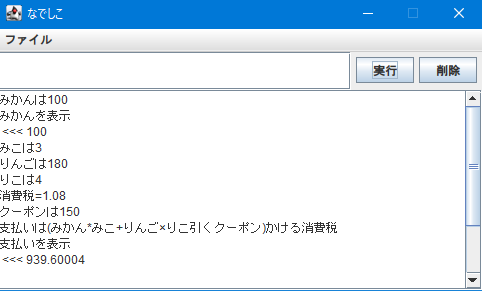 なでしこ
ファイル
実行 削除
みかんは100
みかんを表示
<<< 100
みこは3
りんごは180
りこは4
消費税=1.08
クーポンは150
支払いは(みかん*みこ+りんご×りこ引くクーポン)かける消費税
支払いを表示
<<< 939.60004